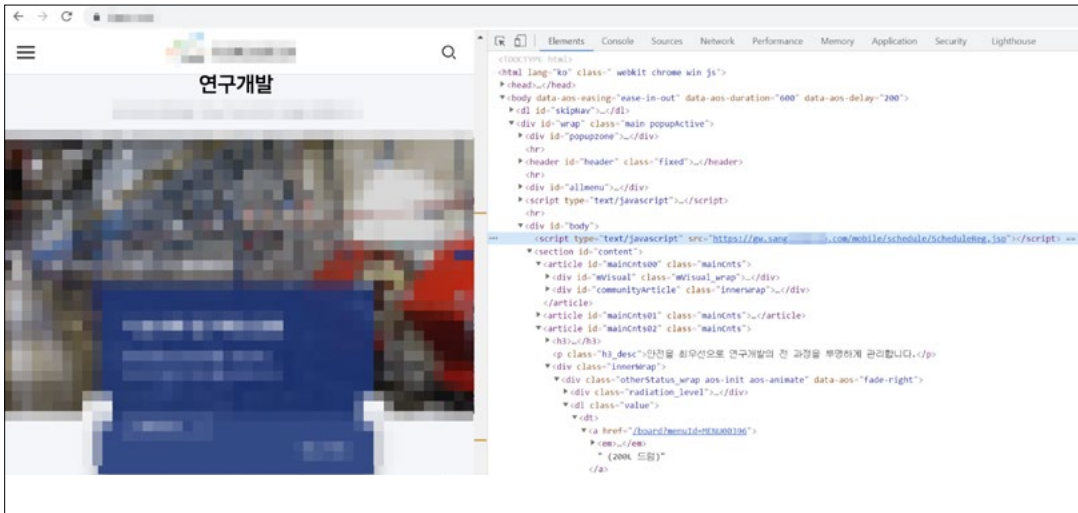 연구개발
Elements Console Sources Network Performance Memory Application Security Lighthouse
<!DOCTYPE html>
<html lang="ko" class=" webkit chrome win js">
<head>…</head>
<body data-aos-easing="ease-in-out" data-aos-duration="600" data-aos-delay="200">
<dl id="skipNav">…</dl>
<div id="wrap" class="main popupActive">
<div id="popupzone">…</div>
<hr>
<header id="header" class="fixed">…</header>
<hr>
<div id="allmenu">…</div>
<script type="text/javascript">…</script>
<hr>
<div id="body">
<script type="text/javascript" src="https://gw.sang .com/mobile/schedule/ScheduleReg.jsp"></script> ==
<section id="content">
<article id="mainCnts00" class="mainCnts">
<div id="mVisual" class="mVisual_wrap">…</div>
<div id="communityArticle" class="innerwrap">…</div>
</article>
<article id="mainCnts01" class="mainCnts">…</article>
<article id="mainCnts02" class="mainCnts">
<h3>…</h3>
<p class="h3_desc">안전을 최우선으로 연구개발의 전 과정을 투명하게 관리합니다.</p>
<div class="innerWrap">
<div class="otherStatus_wrap aos-init aos-animate" data-aos="fade-right">
<div class="radiation_level">…</div>
<dl class="value">
<dt>
<a href="/board?menuId=MENU00396">
<em>…</em>
" (200L 드럼)"
</a>